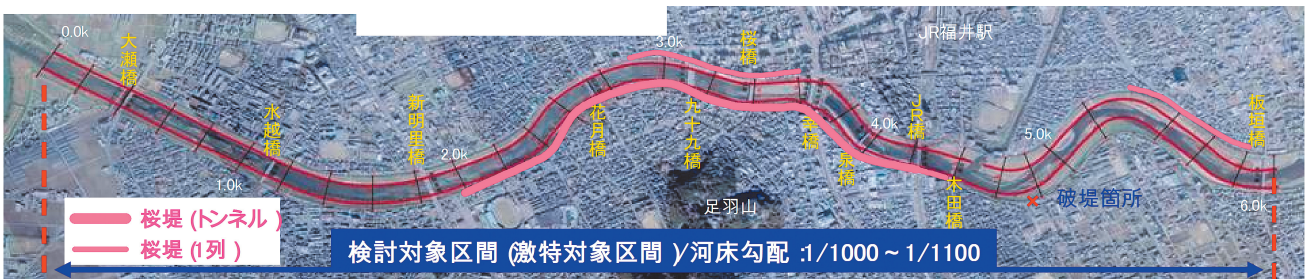 0.0k
大瀬橋
水越橋
1.0k
新明里橋
2.0k
花月橋
3.0k
九十九橋
桜橋
幸橋
泉橋
4.0k
JR橋
木田橋
JR福井駅
5.0k
板垣橋
6.0k
破堤箇所
足羽山
桜堤(トンネル)
桜堤(1列)
検討対象区間(激特対象区間)/河床勾配:1/1000～1/1100